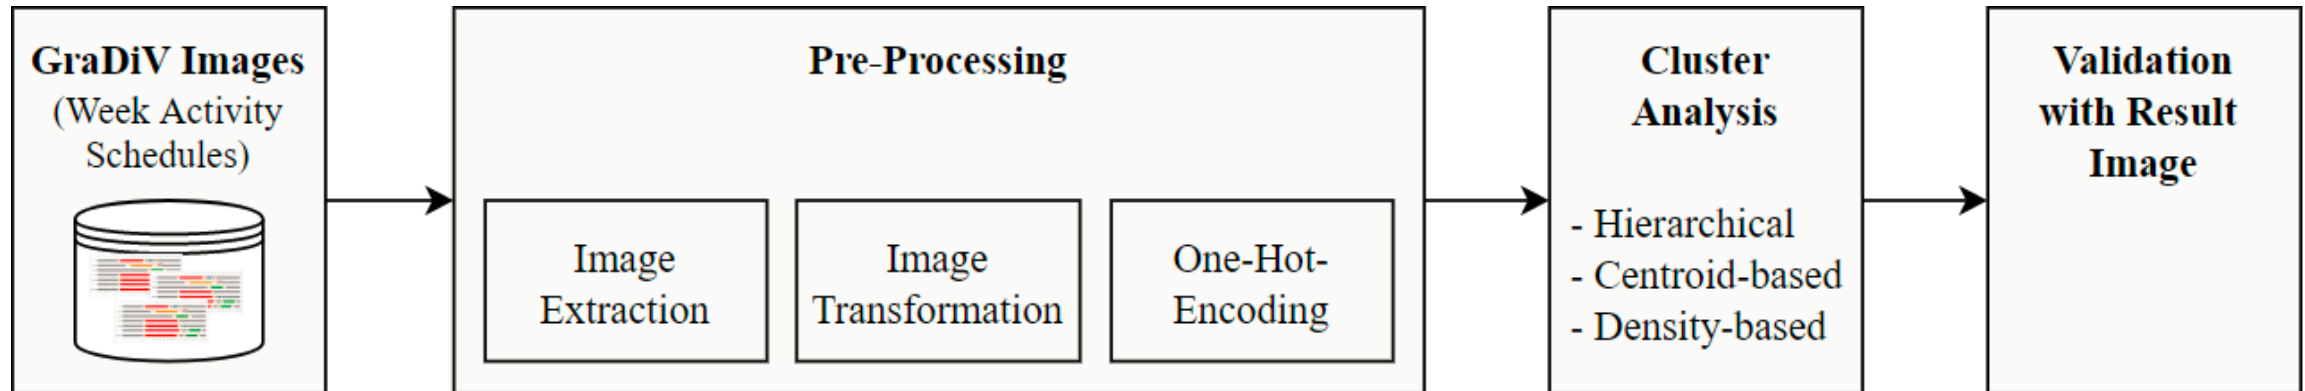 GraDiV Images
(Week Activity
Schedules)
Pre-Processing
Image
Extraction
Image
Transformation
One-Hot-
Encoding
Cluster
Analysis
- Hierarchical
- Centroid-based
- Density-based
Validation
with Result
Image